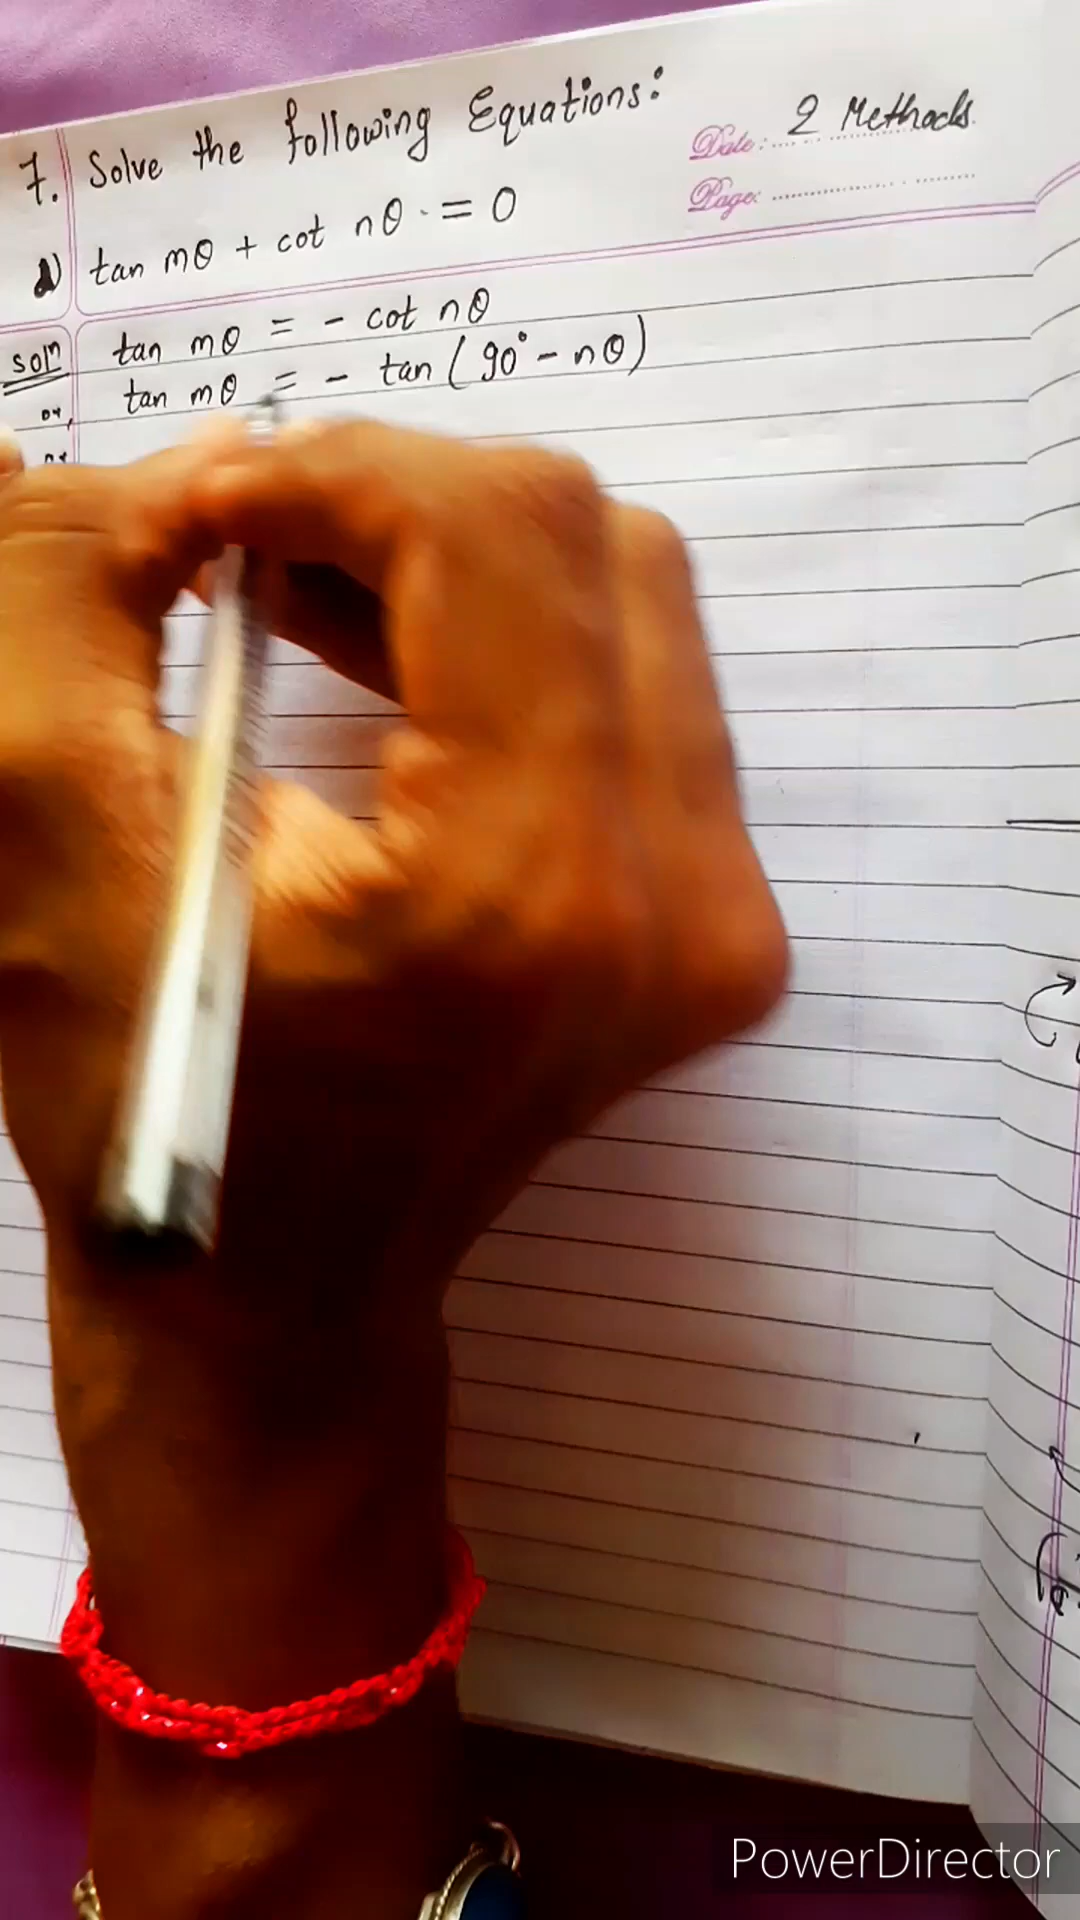 2 Methods.
Date:
Page:
7. Solve the following Equations:
a) tan mθ + cot nθ = 0
soln tan mθ = - cot nθ
or, tan mθ = - tan (90° - nθ)
or
PowerDirector